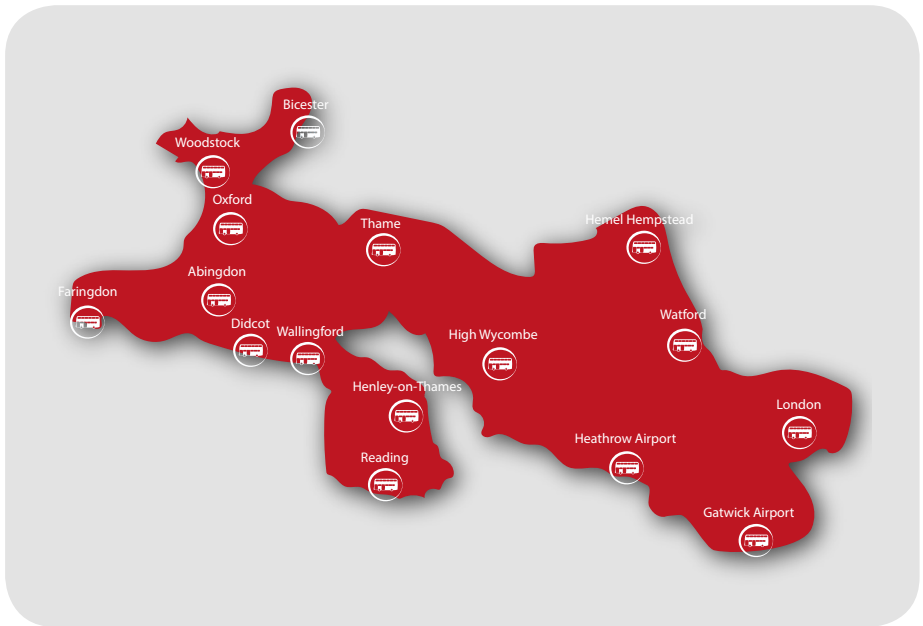 Bicester
Woodstock
Oxford
Hemel Hempstead
Thame
Abingdon
Faringdon
Watford
Didcot
Wallingford
High Wycombe
Henley-on-Thames
London
Heathrow Airport
Reading
Gatwick Airport